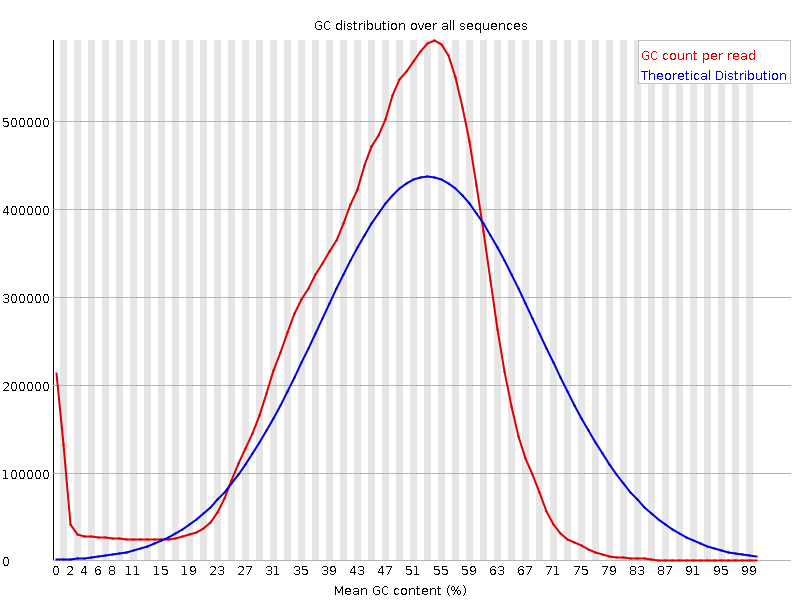 GC distribution over all sequences
GC count per read
Theoretical Distribution
500000
400000
300000
200000
100000
0
0 2 4 6 8 11 15 19 23 27 31 35 39 43 47 51 55 59 63 67 71 75 79 83 87 91 95 99
Mean GC content (%)